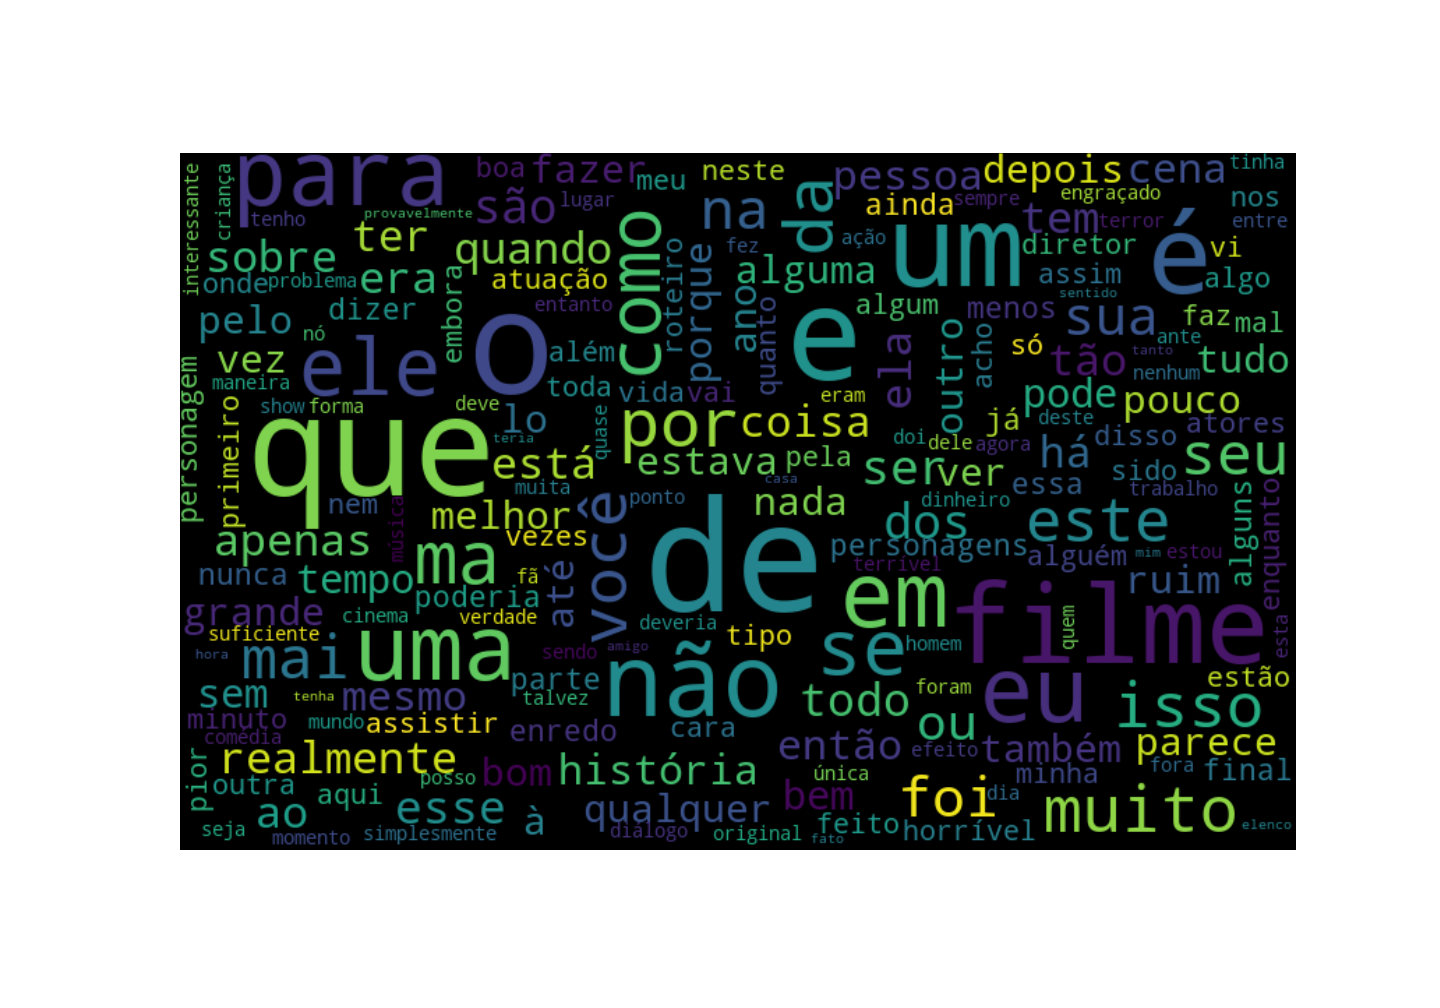 para
boa
fazer
meu
neste
pessoa
depois
cena
tinha
interessante
criança
tenho
provavelmente
são
lugar
na
da
ainda
sempre
engraçado
nos
sobre
ter
quando
como
fez
ação
um
tem
terror
entre
é
onde
problema
era
embora
atuação
roteiro
porque
alguma
diretor
vi
assim
algo
pelo
dizer
entanto
ano
quanto
e
algum
menos
sentido
sua
faz
mal
nó
ele
o
além
ela
outro
acho
só
tão
ante
tanto
tudo
vez
maneira
toda
vida
vai
nenhum
personagem
primeiro
show
forma
deve
lo
quase
eram
pode
pouco
que
teria
por
coisa
doi
dele
agora
já
deste
disso
atores
está
estava
pela
ser
ver
há
seu
nem
música
muita
ponto
casa
nada
dinheiro
essa
sido
trabalho
alguns
enquanto
melhor
vezes
você
de
dos
este
apenas
ma
até
personagens
alguém
mim
estou
nunca
tempo
fã
terrível
ruim
grande
poderia
em
filme
cinema
verdade
deveria
quem
esta
suficiente
uma
sendo
amigo
tipo
se
homem
hora
mai
não
eu
estão
sem
tenha
mesmo
parte
talvez
todo
foram
isso
minuto
mundo
assistir
enredo
cara
ou
comédia
então
efeito
também
parece
pior
realmente
posso
bom
história
única
bem
minha
fora
final
outra
aqui
foi
dia
muito
ao
esse
à
qualquer
feito
horrível
elenco
seja
momento
simplesmente
diálogo
original
fato